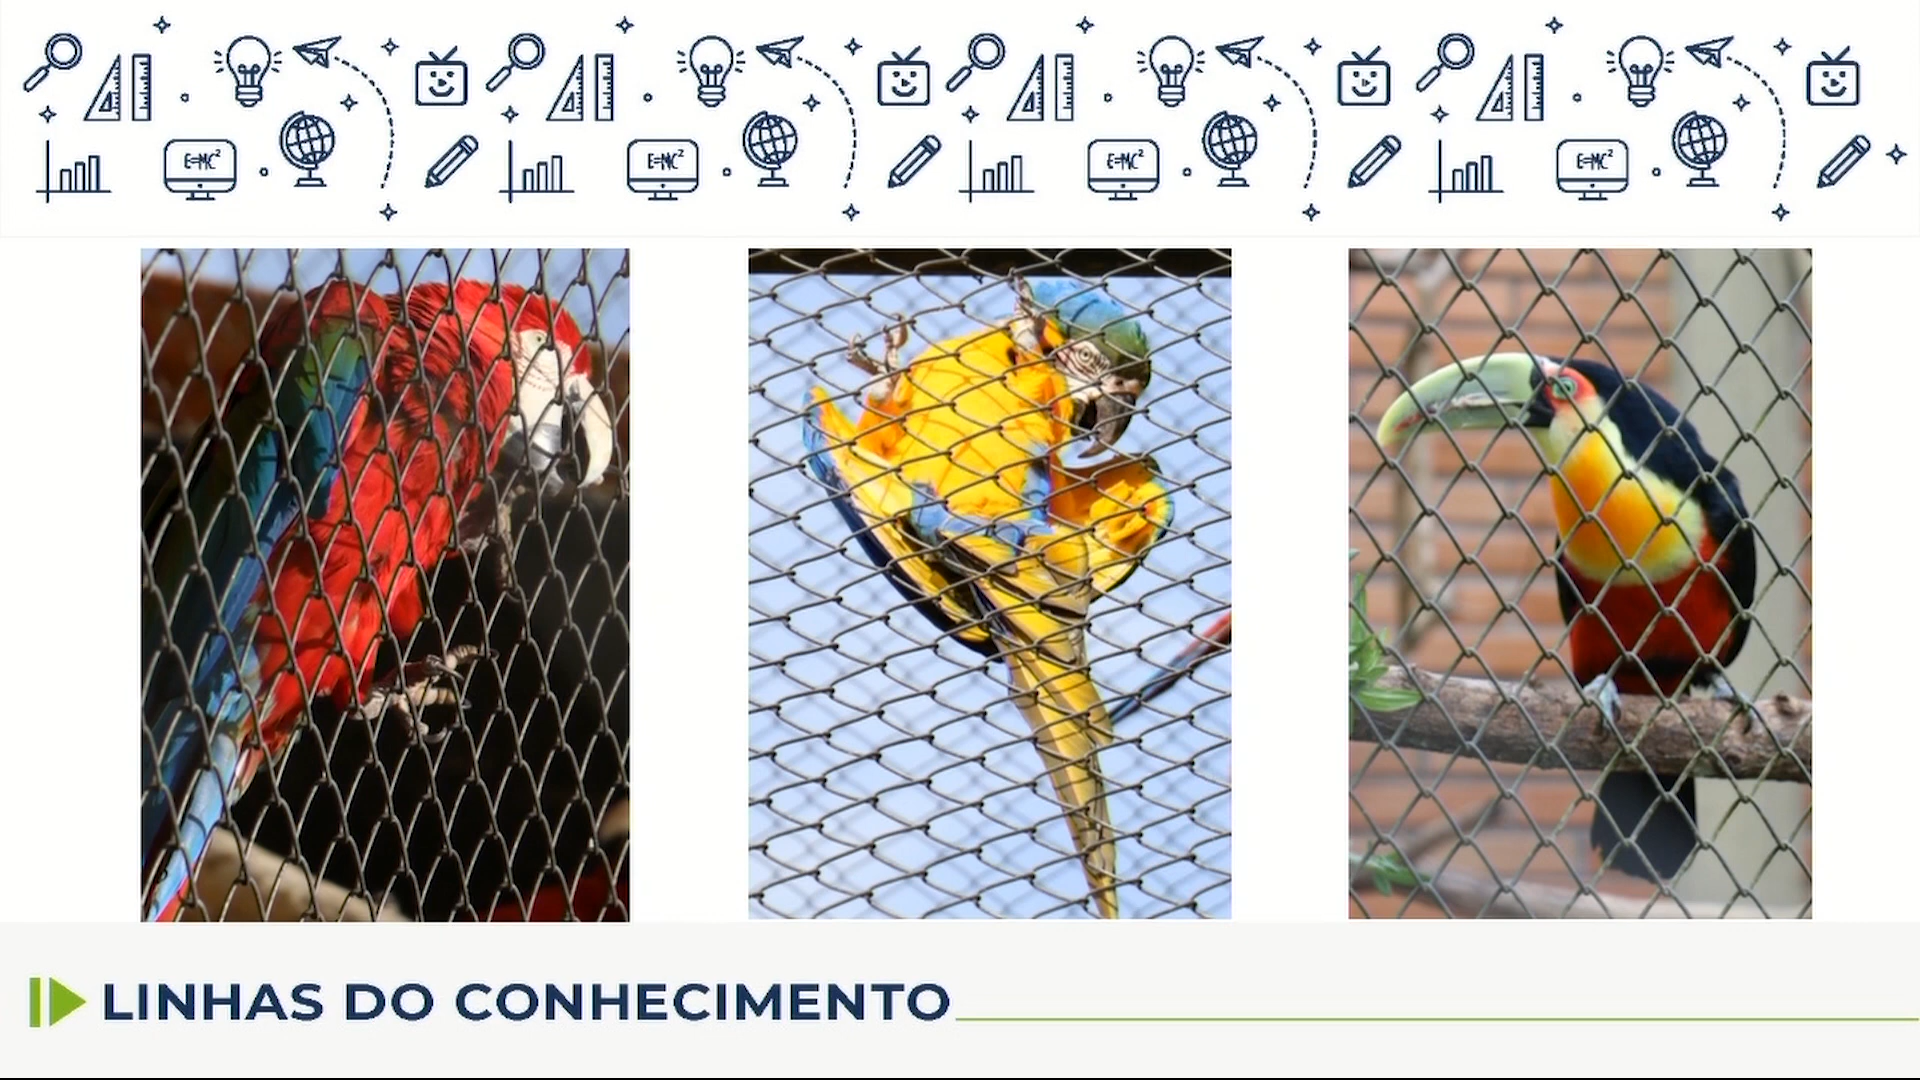 E=MC² E=MC² E=MC² E=MC²
LINHAS DO CONHECIMENTO